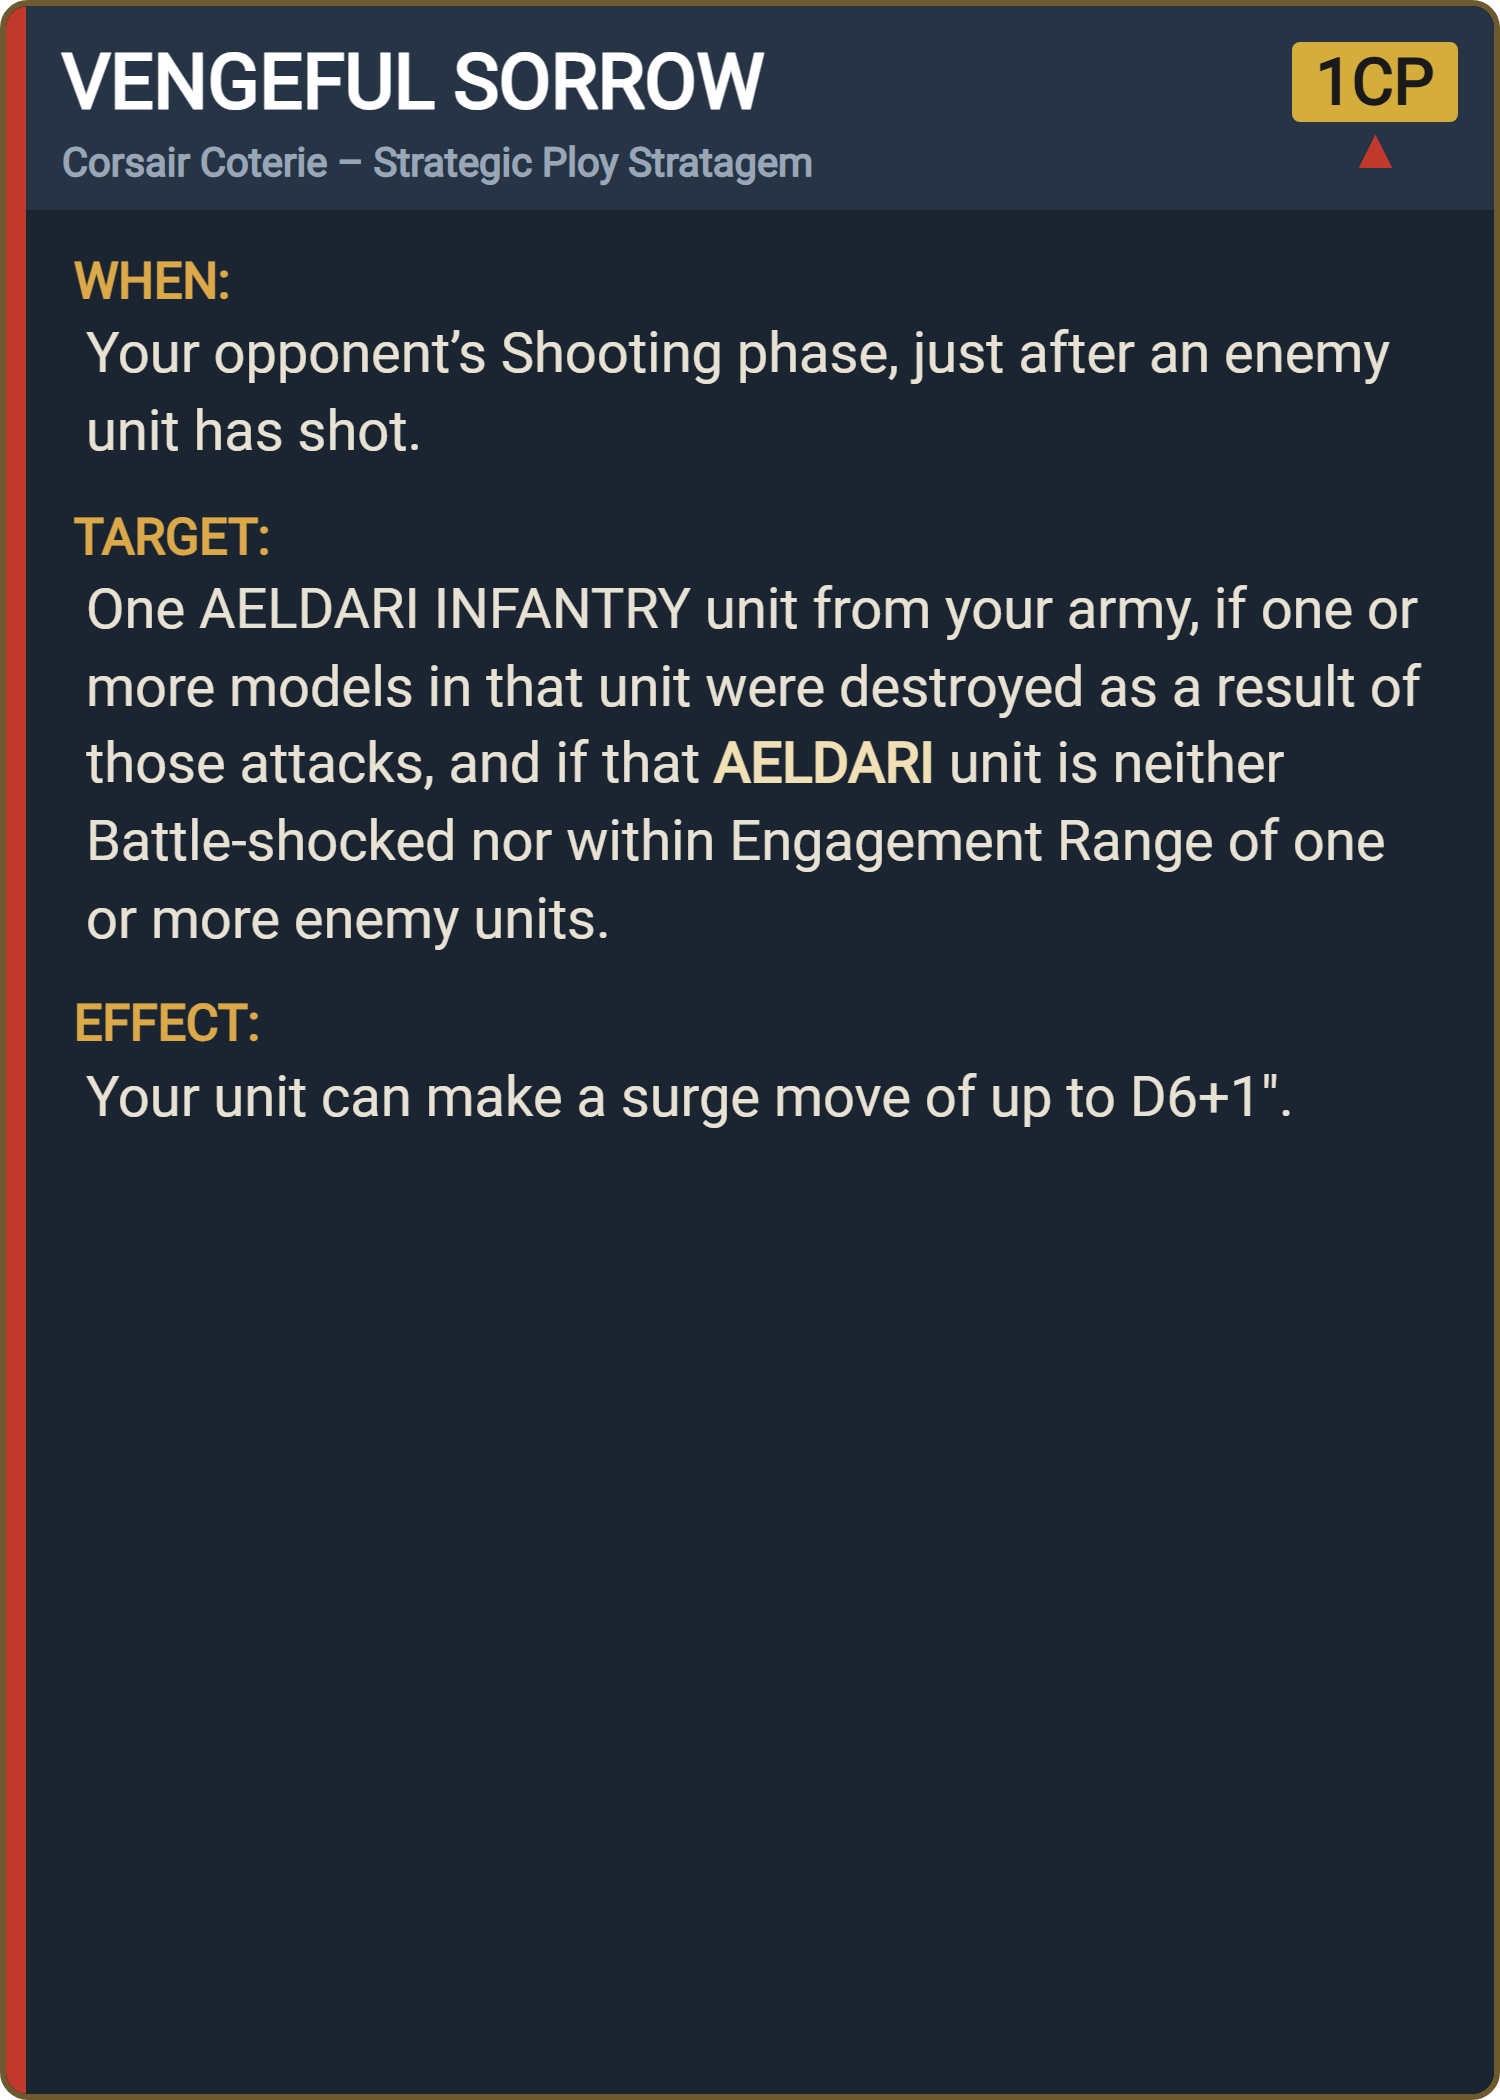 VENGEFUL SORROW
1CP
Corsair Coterie – Strategic Ploy Stratagem
WHEN:
Your opponent’s Shooting phase, just after an enemy
unit has shot.
TARGET:
One AELDARI INFANTRY unit from your army, if one or
more models in that unit were destroyed as a result of
those attacks, and if that AELDARI unit is neither
Battle-shocked nor within Engagement Range of one
or more enemy units.
EFFECT:
Your unit can make a surge move of up to D6+1".